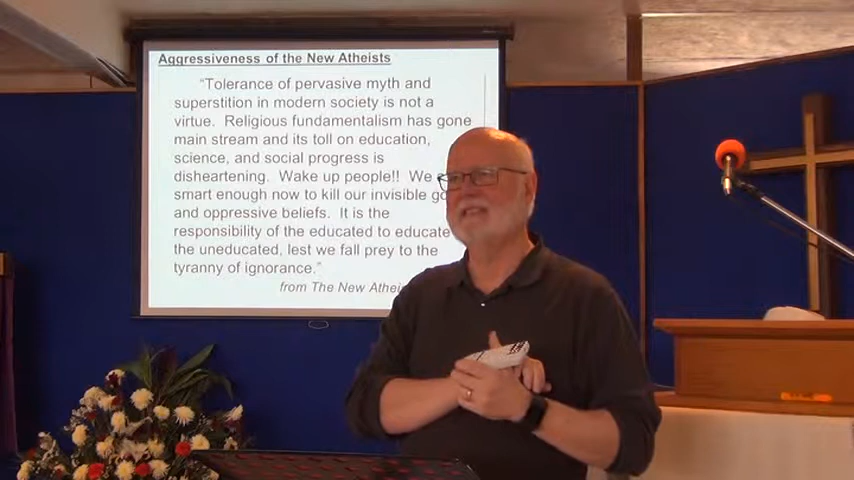 Aggressiveness of the New Atheists
"Tolerance of pervasive myth and
superstition in modern society is not a
virtue. Religious fundamentalism has gone
main stream and its toll on education,
science, and social progress is
disheartening. Wake up people!! We
smart enough now to kill our invisible
and oppressive beliefs. It is the
responsibility of the educated to educate
the uneducated, lest we fall prey to the
tyranny of ignorance."
from The New